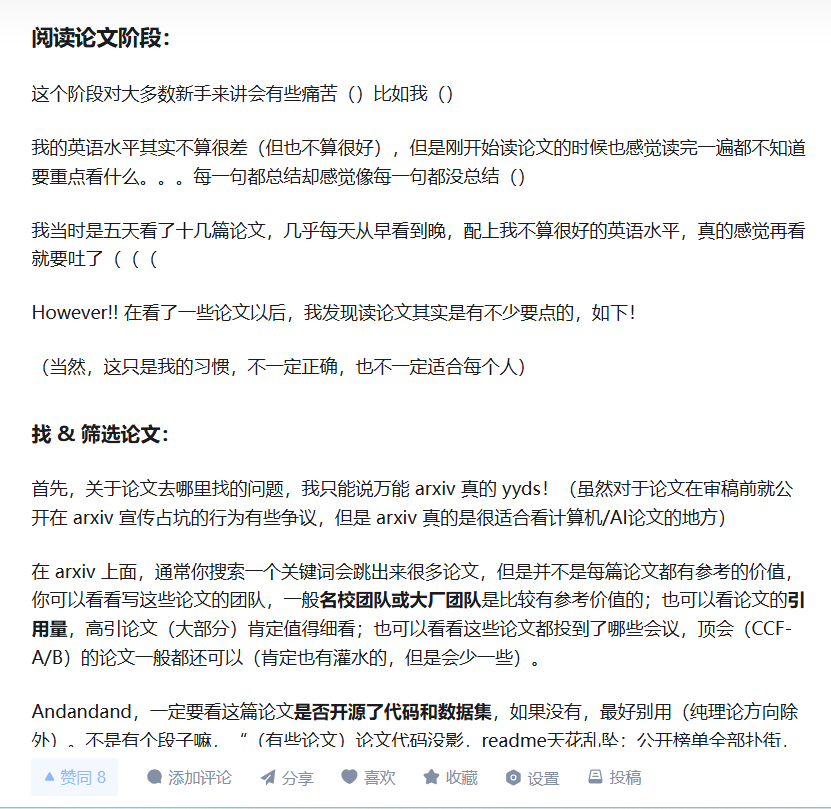 阅读论文阶段：
这个阶段对大多数新手来讲会有些痛苦（）比如我（）
我的英语水平其实不算很差（但也不算很好），但是刚开始读论文的时候也感觉读完一遍都不知道
要重点看什么。。。每一句都总结却感觉像每一句都没总结（）
我当时是五天看了十几篇论文，几乎每天从早看到晚，配上我不算很好的英语水平，真的感觉再看
就要吐了（（（
However!! 在看了一些论文以后，我发现读论文其实是有不少要点的，如下！
（当然，这只是我的习惯，不一定正确，也不一定适合每个人）
找 & 筛选论文：
首先，关于论文去哪里找的问题，我只能说万能 arxiv 真的 yyds！（虽然对于论文在审稿前就公
开在 arxiv 宣传占坑的行为有些争议，但是 arxiv 真的是很适合看计算机/AI论文的地方）
在 arxiv 上面，通常你搜索一个关键词会跳出来很多论文，但是并不是每篇论文都有参考的价值，
你可以看看写这些论文的团队，一般名校团队或大厂团队是比较有参考价值的；也可以看论文的引
用量，高引论文（大部分）肯定值得细看；也可以看看这些论文都投到了哪些会议，顶会（CCF-
A/B）的论文一般都还可以（肯定也有灌水的，但是会少一些）。
Andandand，一定要看这篇论文是否开源了代码和数据集，如果没有，最好别用（纯理论方向除
外）。不是有个段子嘛，“（有些论文）论文代码没影，readme天花乱坠；公开榜单全部扑街，
赞同 8 添加评论 分享 喜欢 收藏 设置 投稿